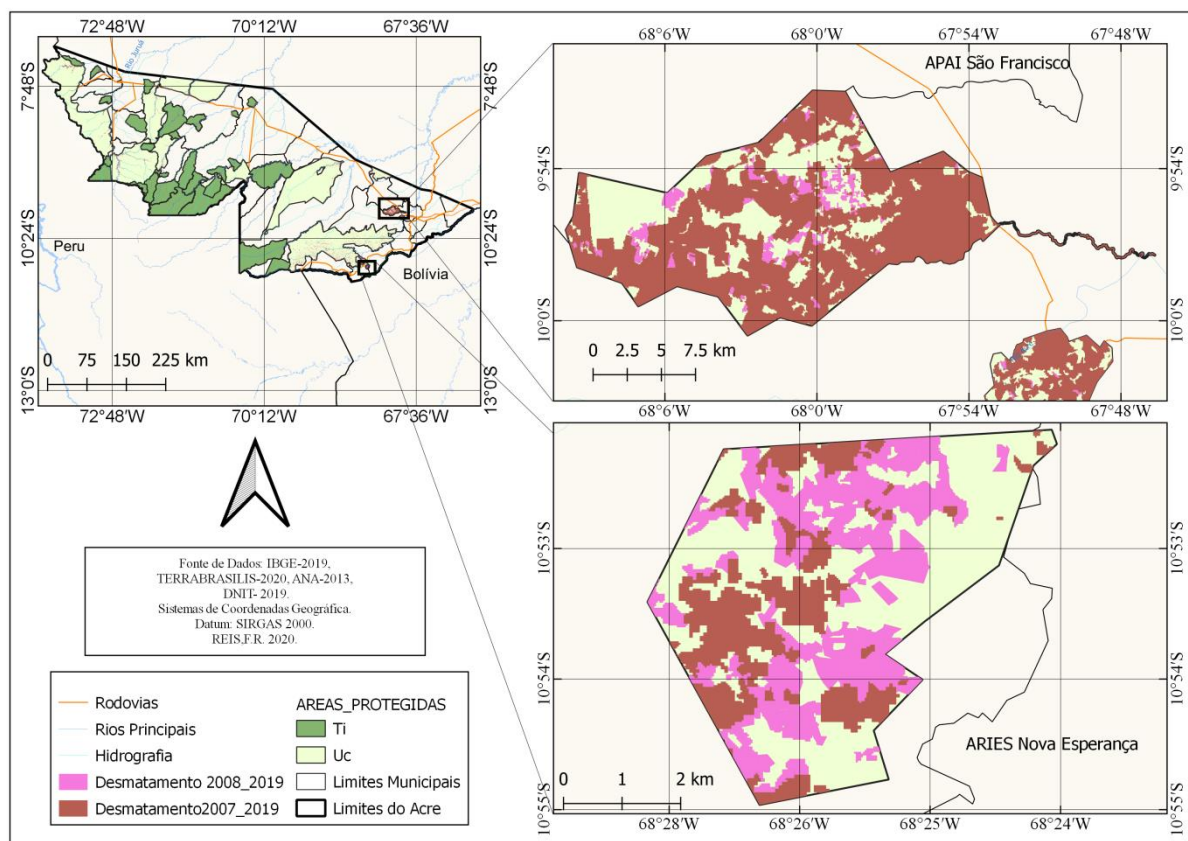 72°48'W 70°12'W 67°36'W
7°48'S
10°24'S
13°0'S
Rio Juruá
Peru
Bolívia
0 75 150 225 km
72°48'W 70°12'W 67°36'W
68°6'W 68°0'W 67°54'W 67°48'W
APAI São Francisco
9°54'S
9°54'S
10°0'S
10°0'S
0 2.5 5 7.5 km
68°6'W 68°0'W 67°54'W 67°48'W
Fonte de Dados: IBGE-2019,
TERRABRASILIS-2020, ANA-2013,
DNIT- 2019.
Sistemas de Coordenadas Geográfica.
Datum: SIRGAS 2000.
REIS,F.R. 2020.
Rodovias
Rios Principais
Hidrografia
Desmatamento 2008_2019
Desmatamento2007_2019
AREAS_PROTEGIDAS
Ti
Uc
Limites Municipais
Limites do Acre
10°53'S
10°53'S
10°54'S
10°54'S
10°55'S
10°55'S
ARIES Nova Esperança
0 1 2 km
68°28'W 68°26'W 68°25'W 68°24'W